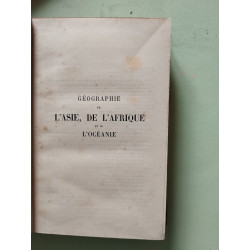 GÉOGRAPHIE
DE
L'ASIE, DE L'AFRIQUE
ET DE
L'OCÉANIE